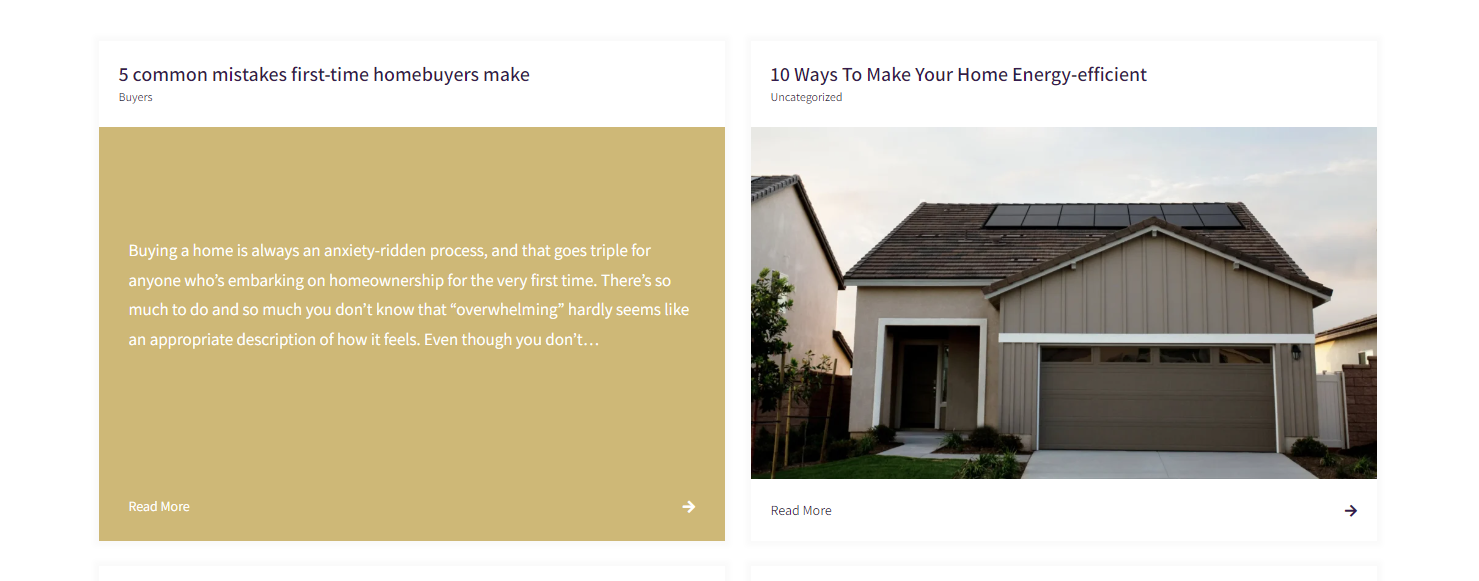 5 common mistakes first-time homebuyers make
Buyers
Buying a home is always an anxiety-ridden process, and that goes triple for
anyone who’s embarking on homeownership for the very first time. There’s so
much to do and so much you don’t know that “overwhelming” hardly seems like
an appropriate description of how it feels. Even though you don’t…
Read More
10 Ways To Make Your Home Energy-efficient
Uncategorized
Read More